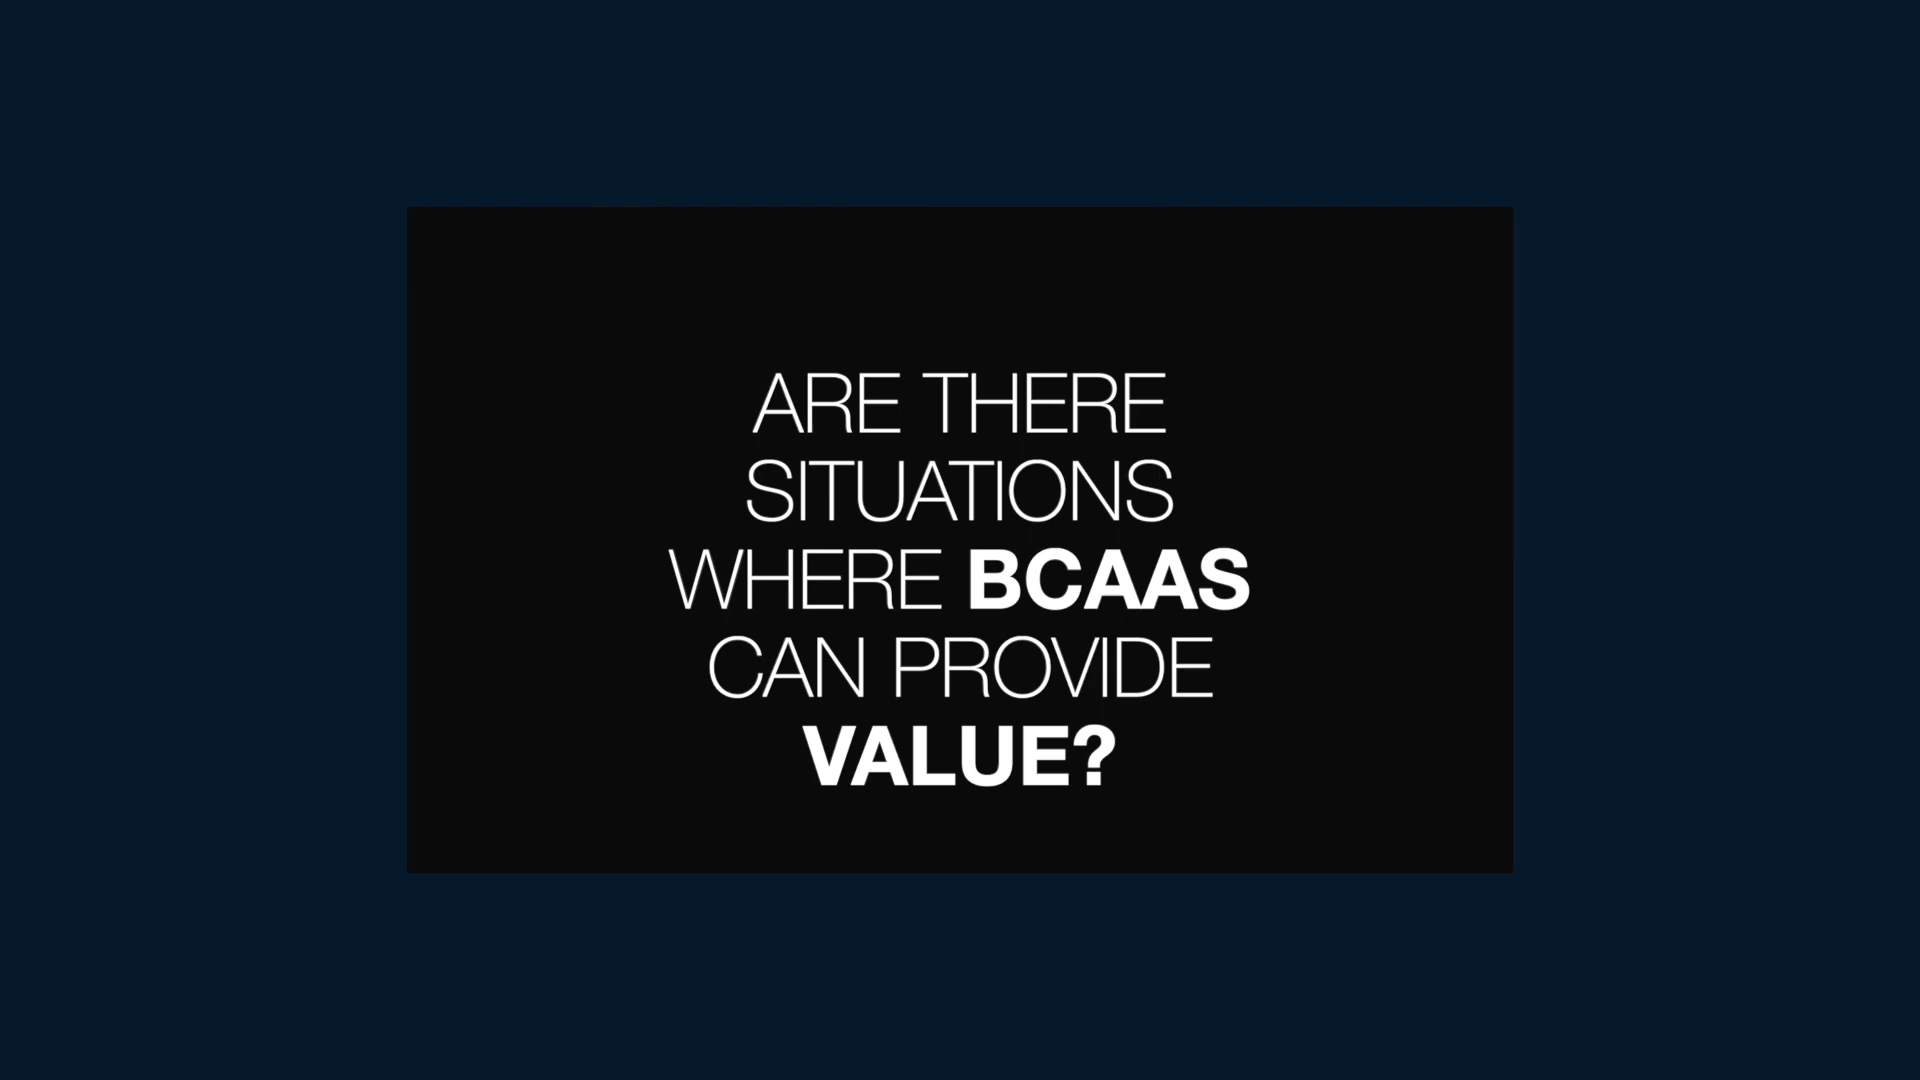 ARE THERE
SITUATIONS
WHERE BCAAS
CAN PROVIDE
VALUE?